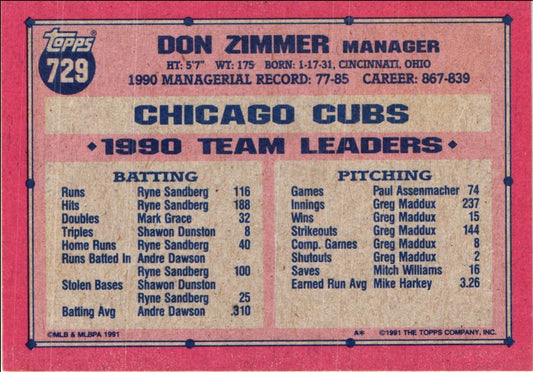 Topps
729
DON ZIMMER MANAGER
HT: 5'7" WT: 175 BORN: 1-17-31, CINCINNATI, OHIO
1990 MANAGERIAL RECORD: 77-85 CAREER: 867-839
CHICAGO CUBS
1990 TEAM LEADERS
BATTING
Runs Ryne Sandberg 116
Hits Ryne Sandberg 188
Doubles Mark Grace 32
Triples Shawon Dunston 8
Home Runs Ryne Sandberg 40
Runs Batted In Andre Dawson
Ryne Sandberg 100
Stolen Bases Shawon Dunston
Ryne Sandberg 25
Batting Avg Andre Dawson .310
PITCHING
Games Paul Assenmacher 74
Innings Greg Maddux 237
Wins Greg Maddux 15
Strikeouts Greg Maddux 144
Comp. Games Greg Maddux 8
Shutouts Greg Maddux 2
Saves Mitch Williams 16
Earned Run Avg Mike Harkey 3.26
©MLB & MLBPA 1991
A* ©1991 THE TOPPS COMPANY, INC.